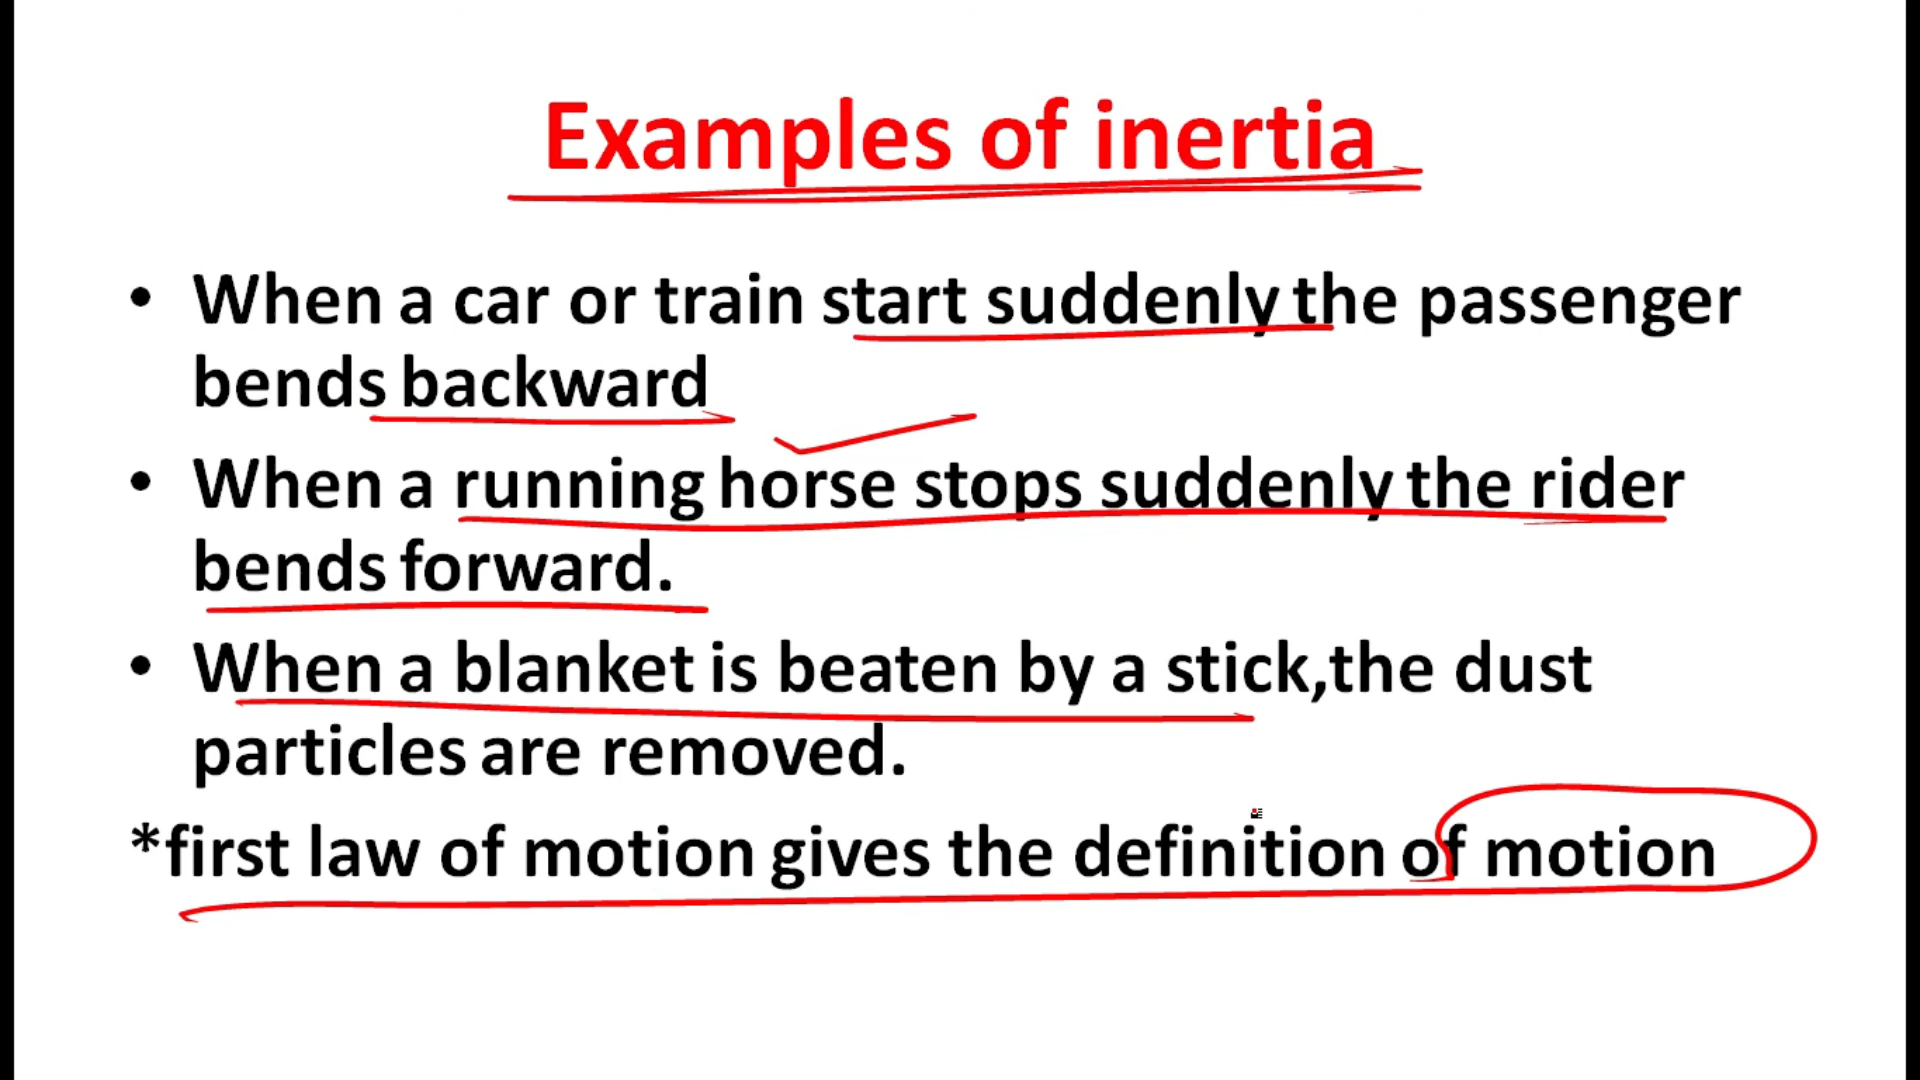 Examples of inertia
• When a car or train start suddenly the passenger
bends backward
• When a running horse stops suddenly the rider
bends forward.
• When a blanket is beaten by a stick,the dust
particles are removed.
*first law of motion gives the definition of motion